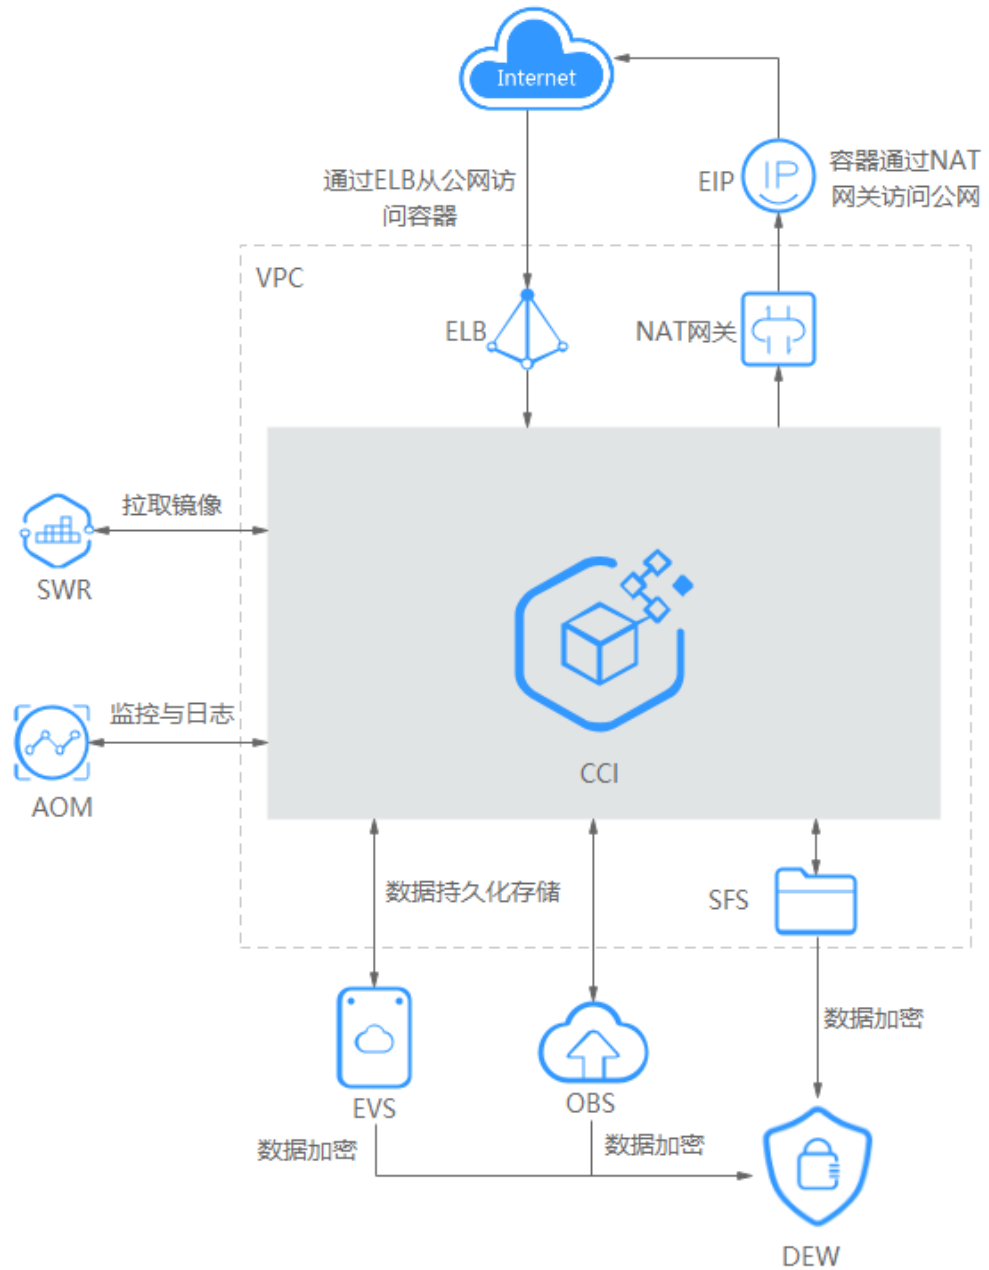 Internet
通过ELB从公网访
问容器
EIP
IP
容器通过NAT
网关访问公网
VPC
ELB
NAT网关
拉取镜像
SWR
监控与日志
AOM
CCI
数据持久化存储
SFS
数据加密
EVS
OBS
数据加密
数据加密
DEW